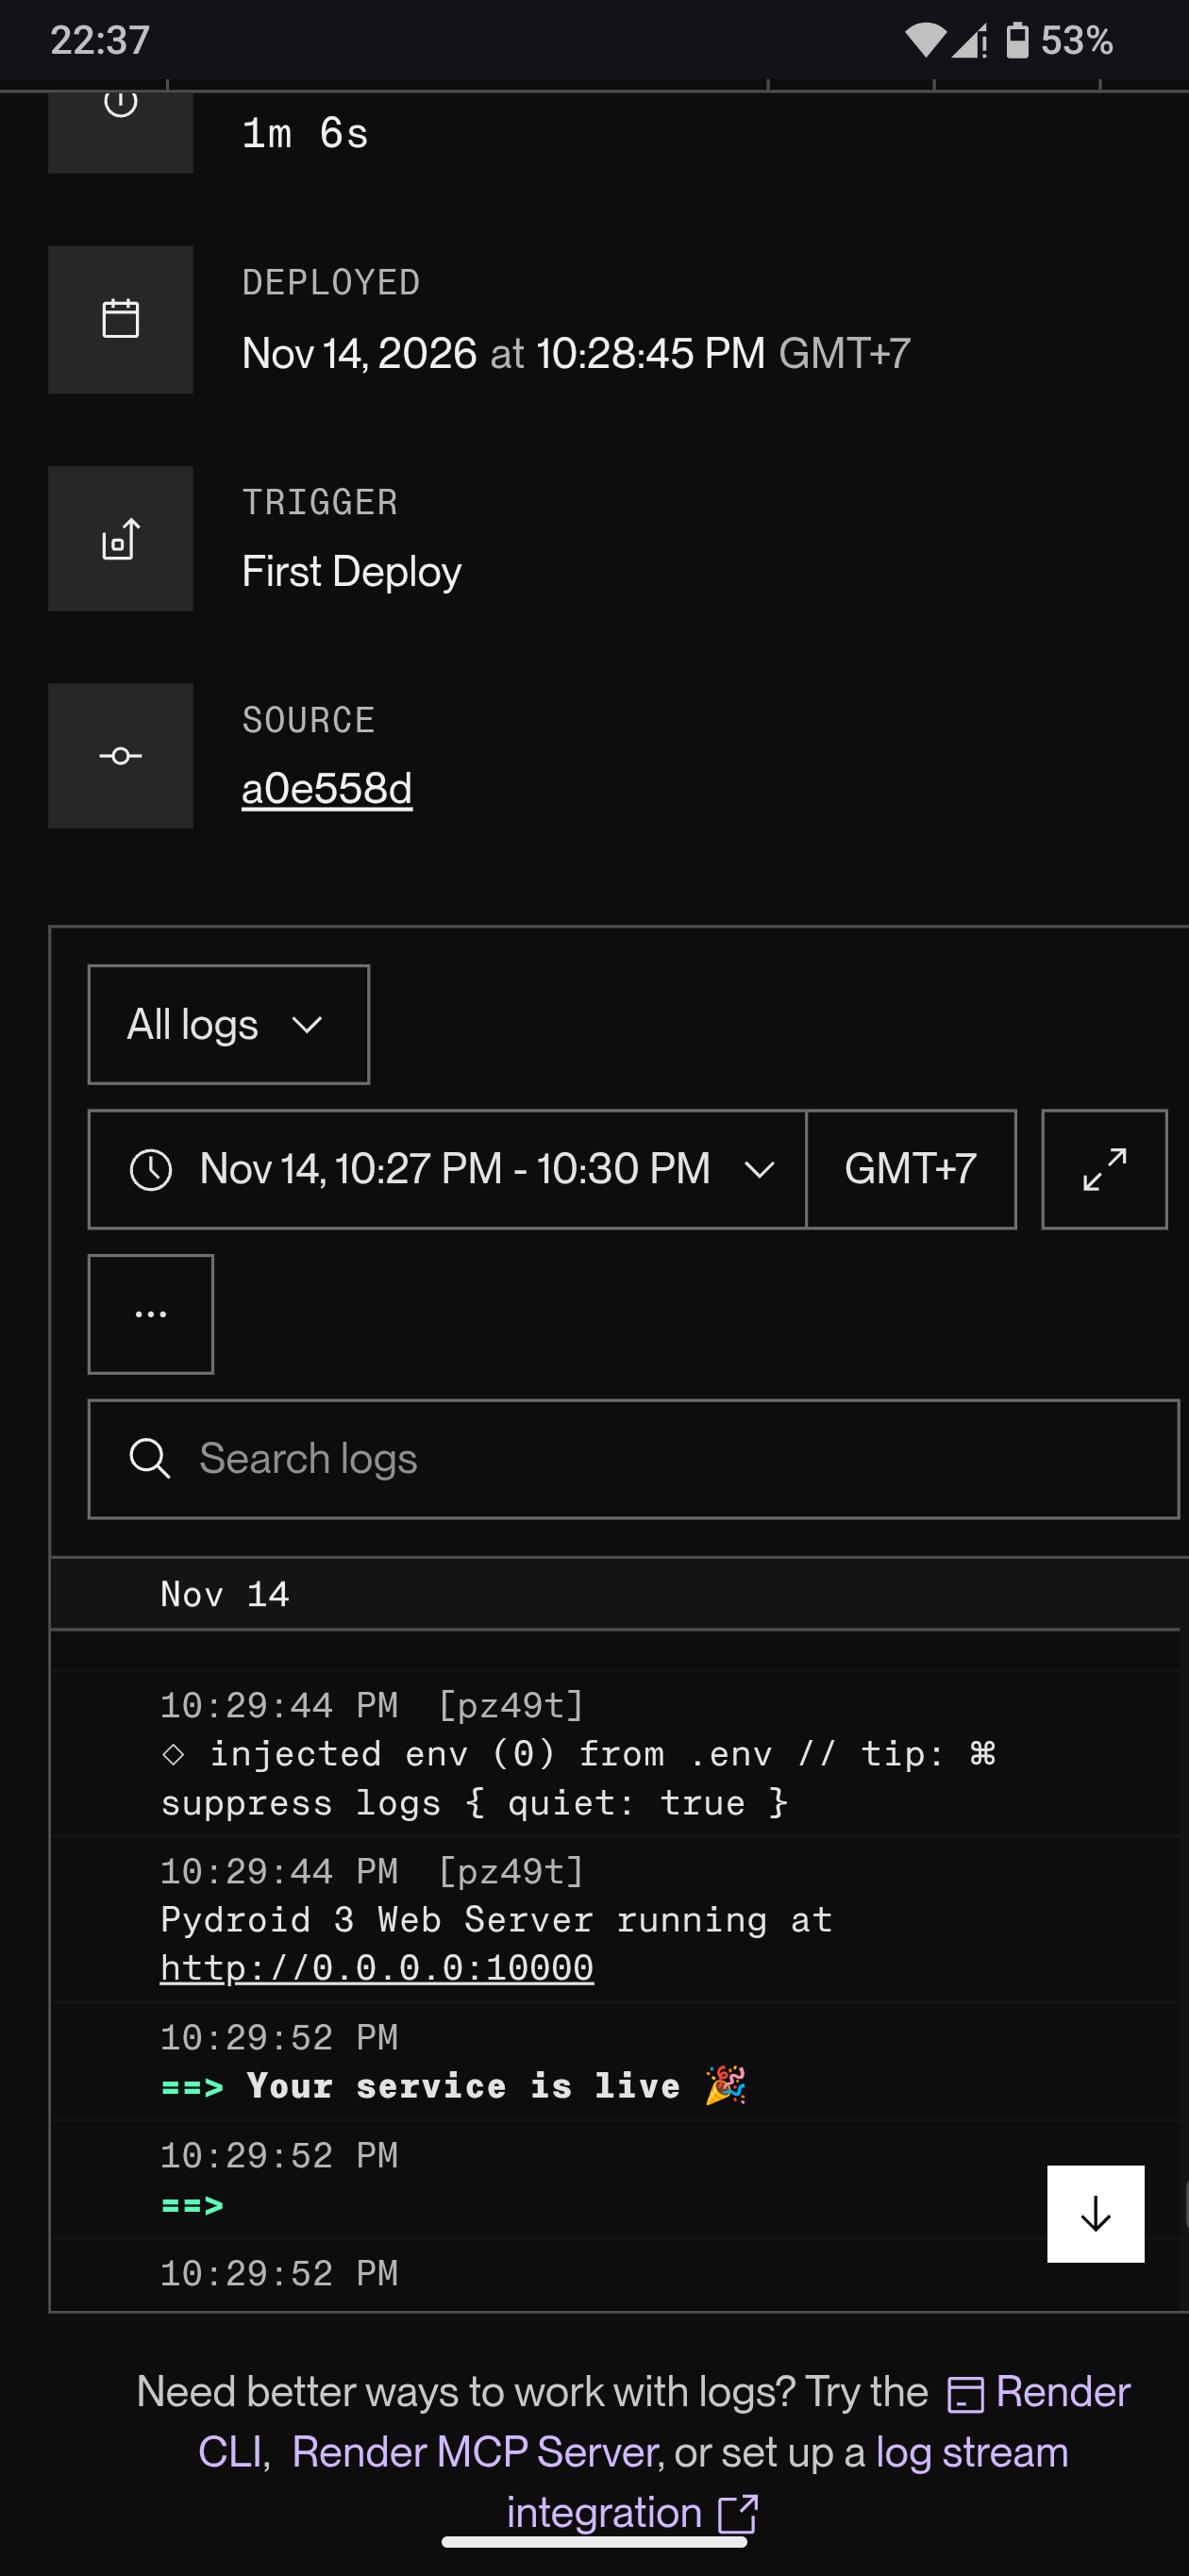 22:37
53%
1m 6s
DEPLOYED
Nov 14, 2026 at 10:28:45 PM GMT+7
TRIGGER
First Deploy
SOURCE
a0e558d
All logs
Nov 14, 10:27 PM - 10:30 PM
GMT+7
...
Search logs
Nov 14
10:29:44 PM [pz49t]
◇ injected env (0) from .env // tip: ⌘
suppress logs { quiet: true }
10:29:44 PM [pz49t]
Pydroid 3 Web Server running at
http://0.0.0.0:10000
10:29:52 PM
==> Your service is live 🎉
10:29:52 PM
==>
10:29:52 PM
Need better ways to work with logs? Try the Render
CLI, Render MCP Server, or set up a log stream
integration